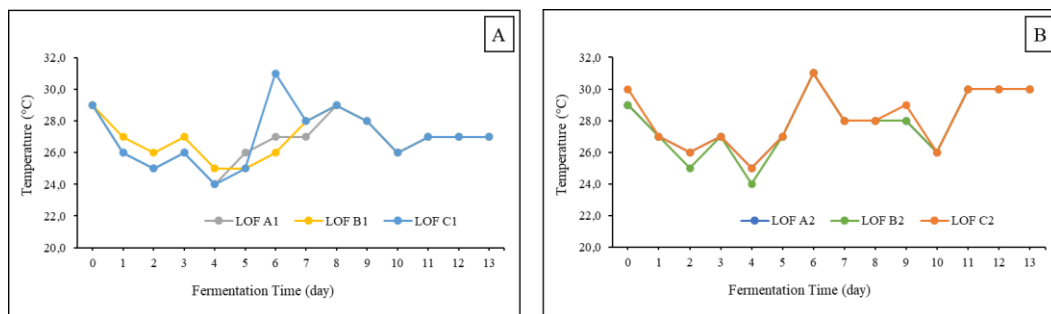 A
Temperature (°C)
32,0
30,0
28,0
26,0
24,0
22,0
20,0
LOF A1 LOF B1 LOF C1
0 1 2 3 4 5 6 7 8 9 10 11 12 13
Fermentation Time (day)
B
Temperature (°C)
32,0
30,0
28,0
26,0
24,0
22,0
20,0
LOF A2 LOF B2 LOF C2
0 1 2 3 4 5 6 7 8 9 10 11 12 13
Fermentation Time (day)